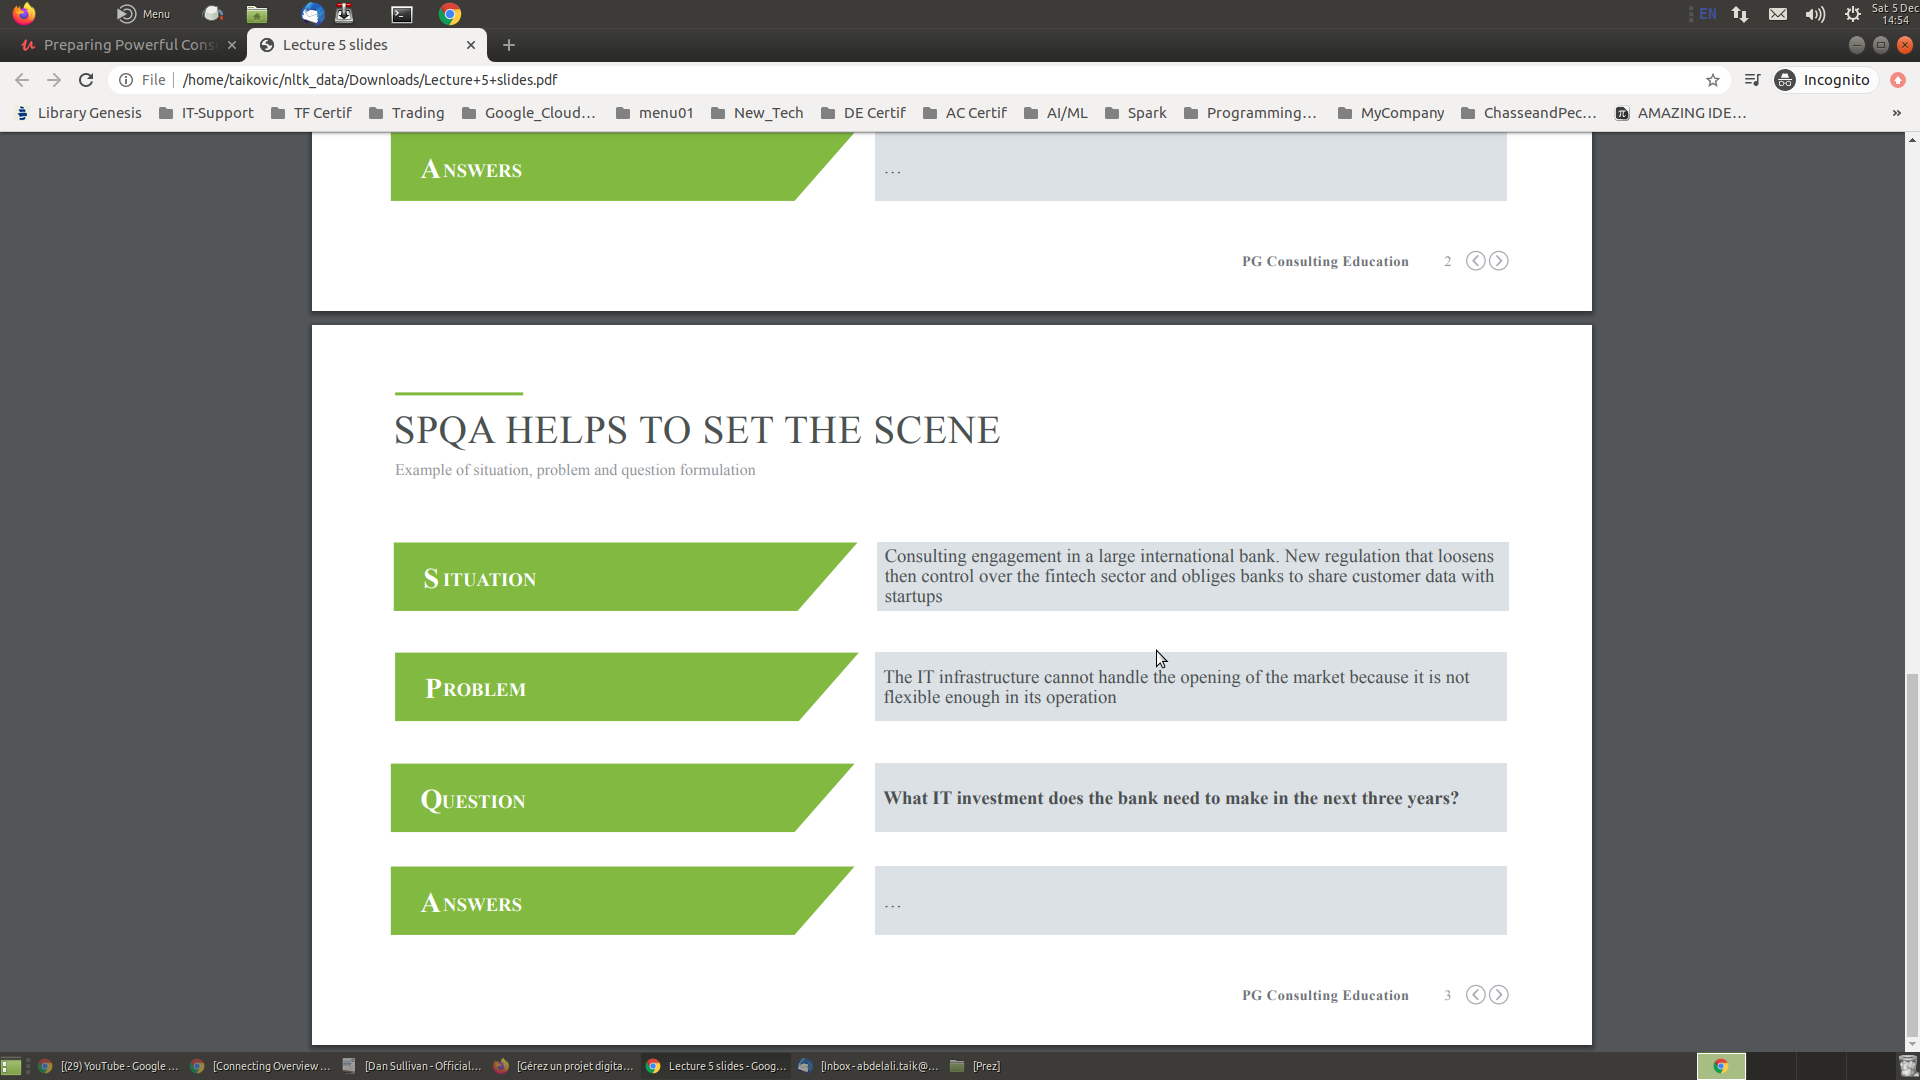 Menu
EN
Sat 5 Dec
14:54
Preparing Powerful Cons
Lecture 5 slides
File
/home/taikovic/nltk_data/Downloads/Lecture+5+slides.pdf
Incognito
Library Genesis
IT-Support
TF Certif
Trading
Google_Cloud...
menu01
New_Tech
DE Certif
AC Certif
AI/ML
Spark
Programming...
MyCompany
ChasseandPec...
AMAZING IDE...
»
ANSWERS
...
PG Consulting Education 2
SPQA HELPS TO SET THE SCENE
Example of situation, problem and question formulation
SITUATION
Consulting engagement in a large international bank. New regulation that loosens
then control over the fintech sector and obliges banks to share customer data with
startups
PROBLEM
The IT infrastructure cannot handle the opening of the market because it is not
flexible enough in its operation
QUESTION
What IT investment does the bank need to make in the next three years?
ANSWERS
...
PG Consulting Education 3
[(29) YouTube - Google ...
[Connecting Overview ...
[Dan Sullivan - Official...
[Gérez un projet digita...
Lecture 5 slides - Goog...
[Inbox - abdelali.taik@...
[Prez]